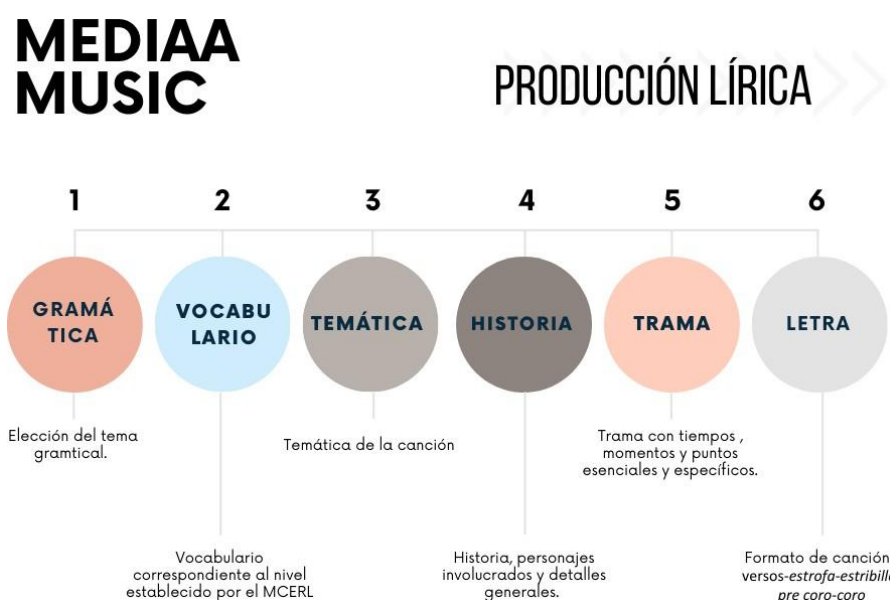 MEDIAA
MUSIC
PRODUCCIÓN LÍRICA
1
2
3
4
5
6
GRAMÁ
TICA
VOCABU
LARIO
TEMÁTICA
HISTORIA
TRAMA
LETRA
Elección del tema
gramtical.
Temática de la canción
Trama con tiempos ,
momentos y puntos
esenciales y específicos.
Vocabulario
correspondiente al nivel
establecido por el MCERL
Historia, personajes
involucrados y detalles
generales.
Formato de canción
versos-estrofa-estribill
pre coro-coro